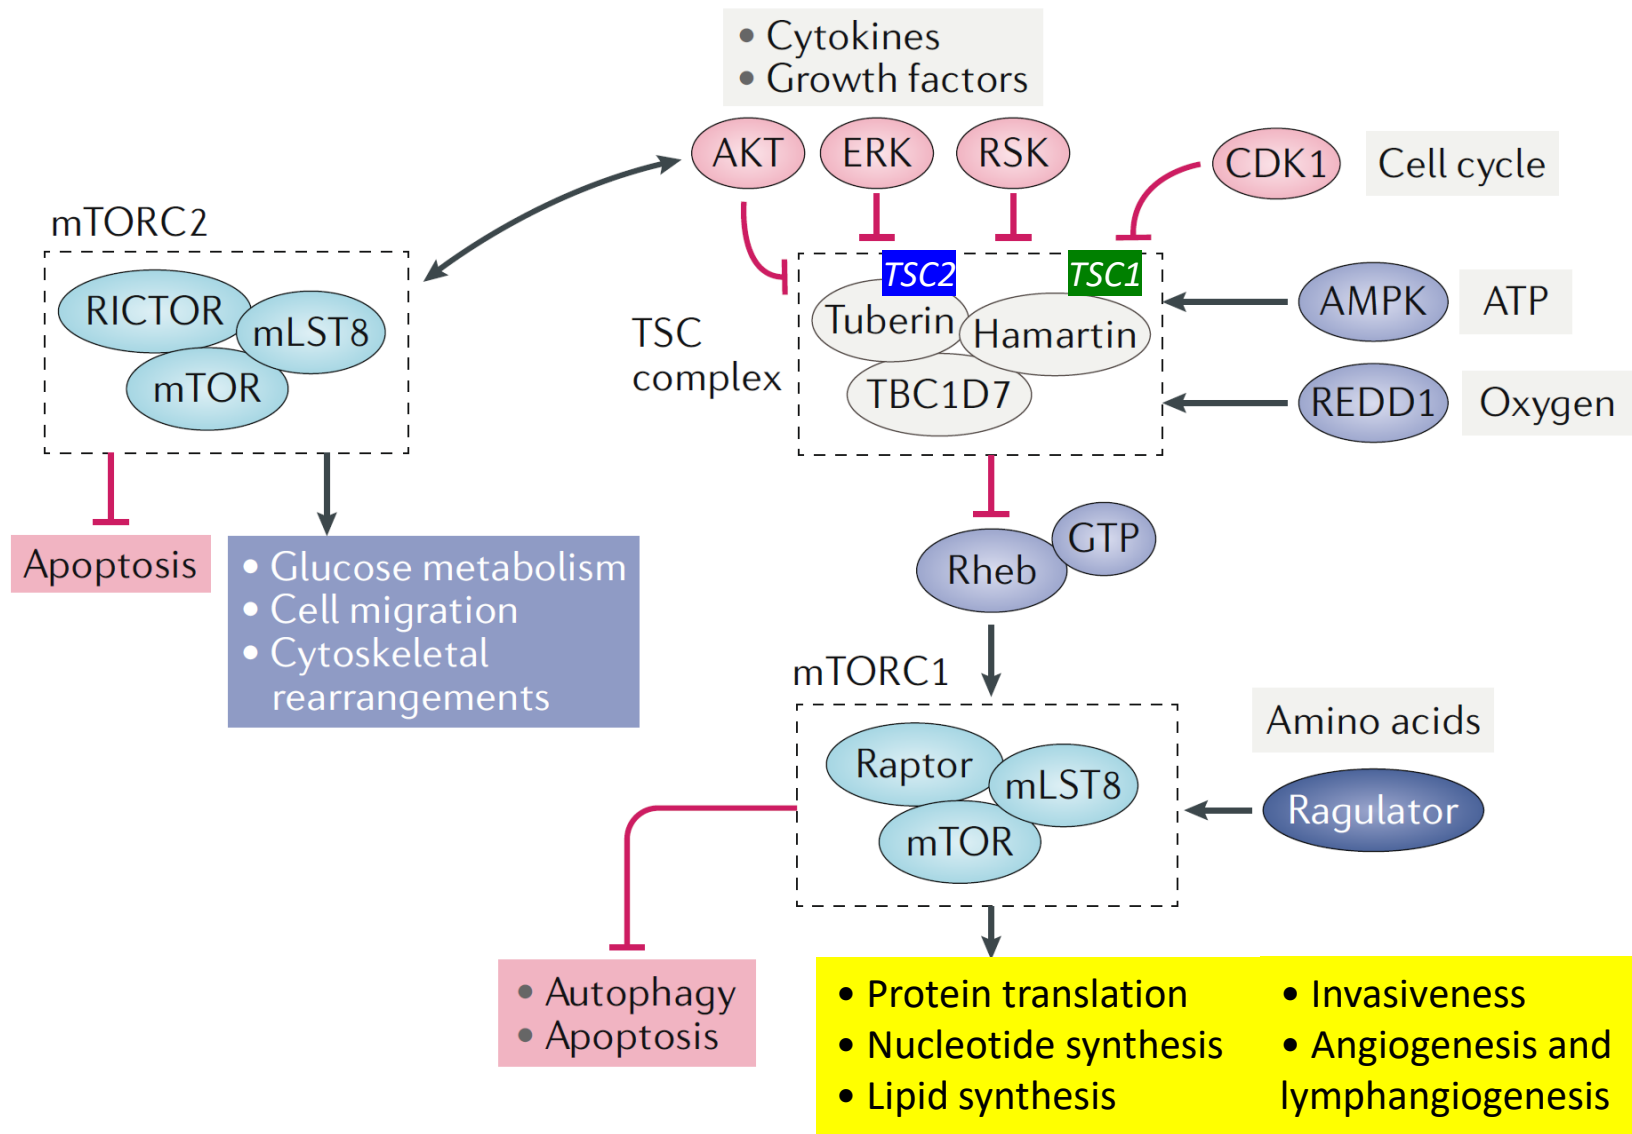 • Cytokines
• Growth factors
AKT
ERK
RSK
CDK1
Cell cycle
mTORC2
RICTOR
mLST8
mTOR
TSC
complex
TSC2
TSC1
Tuberin
Hamartin
TBC1D7
AMPK
ATP
REDD1
Oxygen
Apoptosis
• Glucose metabolism
• Cell migration
• Cytoskeletal
rearrangements
Rheb
GTP
mTORC1
Raptor
mLST8
mTOR
Amino acids
Ragulator
• Autophagy
• Apoptosis
• Protein translation
• Nucleotide synthesis
• Lipid synthesis
• Invasiveness
• Angiogenesis and
lymphangiogenesis